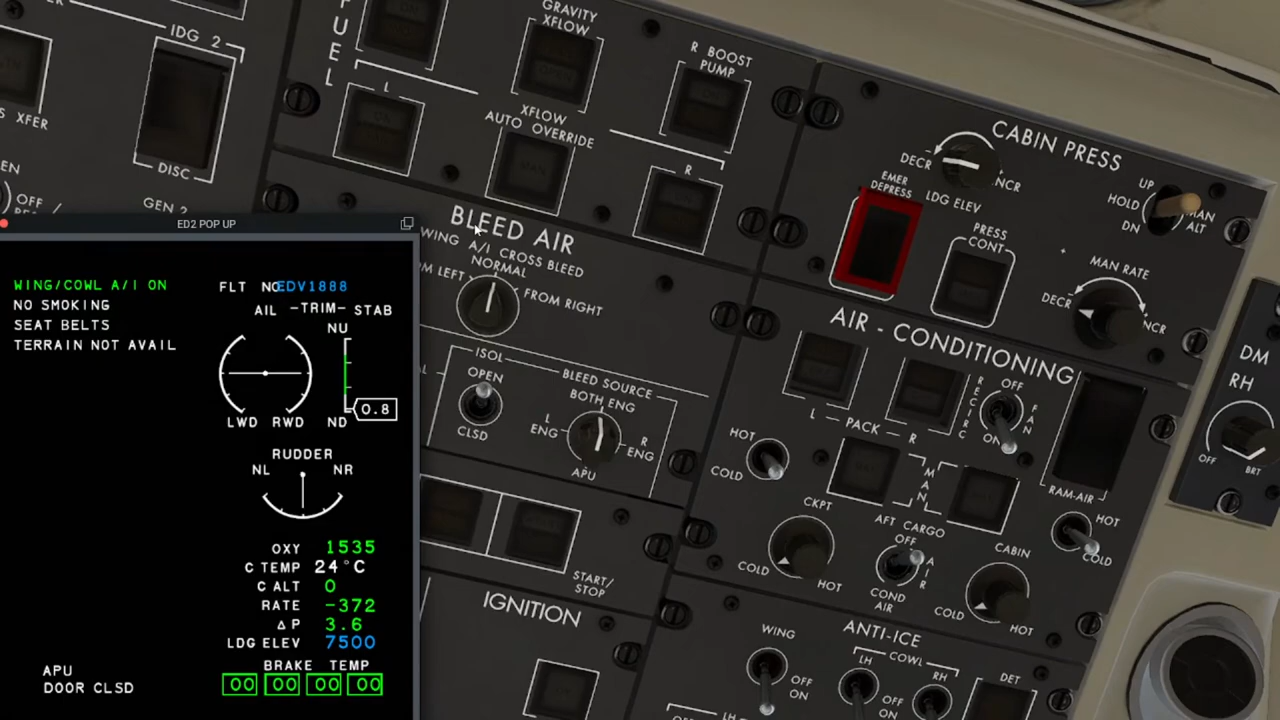 IDG 2
FUEL
GRAVITY
XFLOW
R BOOST
PUMP
L
XFLOW
AUTO OVERRIDE
R
XFER
DISC
OFF/
GEN 2
CABIN PRESS
DECR
NCR
LDG ELEV
EMER
DEPRESS
PRESS
CONT
UP
HOLD
DN
MAN
ALT
MAN RATE
DECR
NCR
BLEED AIR
WING A/I CROSS BLEED
NORMAL
FROM RIGHT
M LEFT
ISOL
OPEN
CLSD
BLEED SOURCE
BOTH ENG
L
ENG
R
ENG
APU
START/
STOP
IGNITION
AIR-CONDITIONING
L - PACK - R
RECIRC
OFF
FAN
ON
RAM-AIR
HOT
COLD
MAN
HOT
COLD
CKPT
COLD
HOT
AFT CARGO
OFF
AIR
COND
AIR
CABIN
COLD
HOT
ANTI-ICE
WING
OFF
ON
COWL
LH
RH
OFF
ON
DET
LH
DM
RH
OFF
BRT
ED2 POP UP
WING/COWL A/I ON
NO SMOKING
SEAT BELTS
TERRAIN NOT AVAIL
FLT NO EDV1888
AIL -TRIM- STAB
NU
0.8
LWD RWD ND
RUDDER
NL NR
OXY 1535
C TEMP 24°C
C ALT 0
RATE -372
Δ P 3.6
LDG ELEV 7500
BRAKE TEMP
00 00 00 00
APU
DOOR CLSD